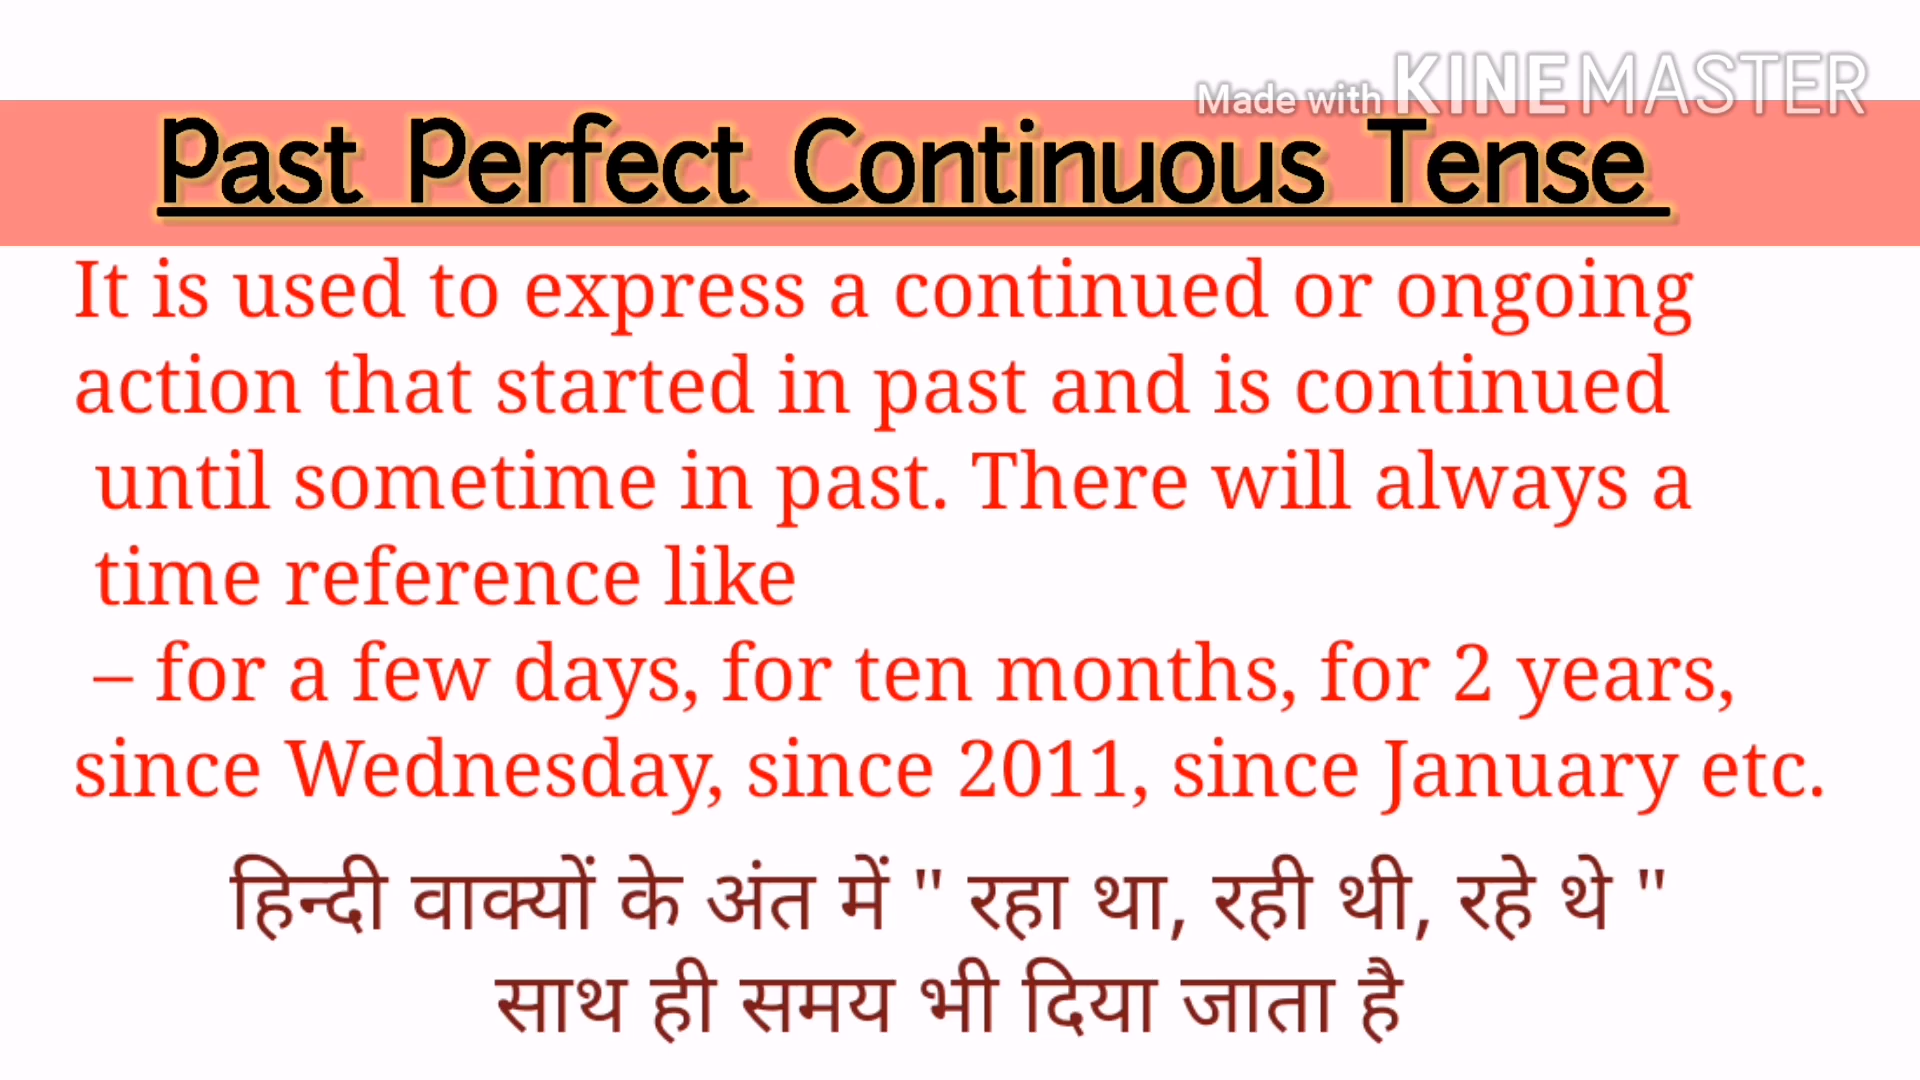 Made with KINEMASTER
Past Perfect Continuous Tense
It is used to express a continued or ongoing
action that started in past and is continued
until sometime in past. There will always a
time reference like
– for a few days, for ten months, for 2 years,
since Wednesday, since 2011, since January etc.
हिन्दी वाक्यों के अंत में " रहा था, रही थी, रहे थे "
साथ ही समय भी दिया जाता है